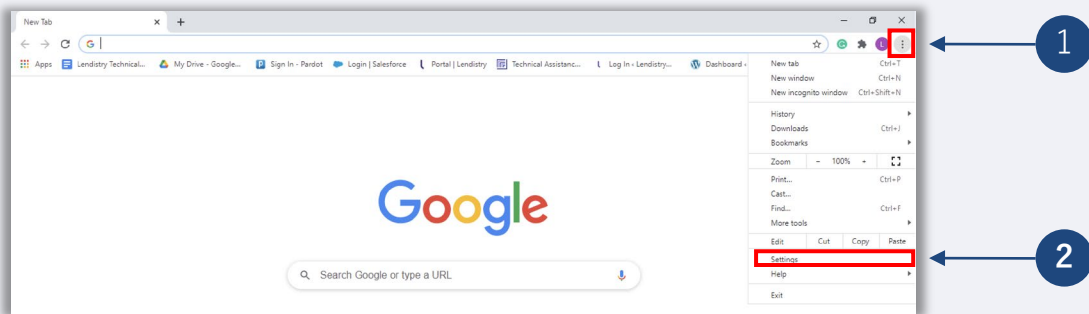 New Tab
1
G
L
Apps Lendistry Technical... My Drive - Google... Sign In - Pardot Login | Salesforce Portal | Lendistry Technical Assistanc... Log In ‹ Lendistry... Dashboard ‹
New tab Ctrl+T
New window Ctrl+N
New incognito window Ctrl+Shift+N
History
Downloads Ctrl+J
Bookmarks
Zoom - 100% +
Print... Ctrl+P
Cast...
Find... Ctrl+F
More tools
Edit Cut Copy Paste
Settings
2
Help
Exit
Google
Search Google or type a URL